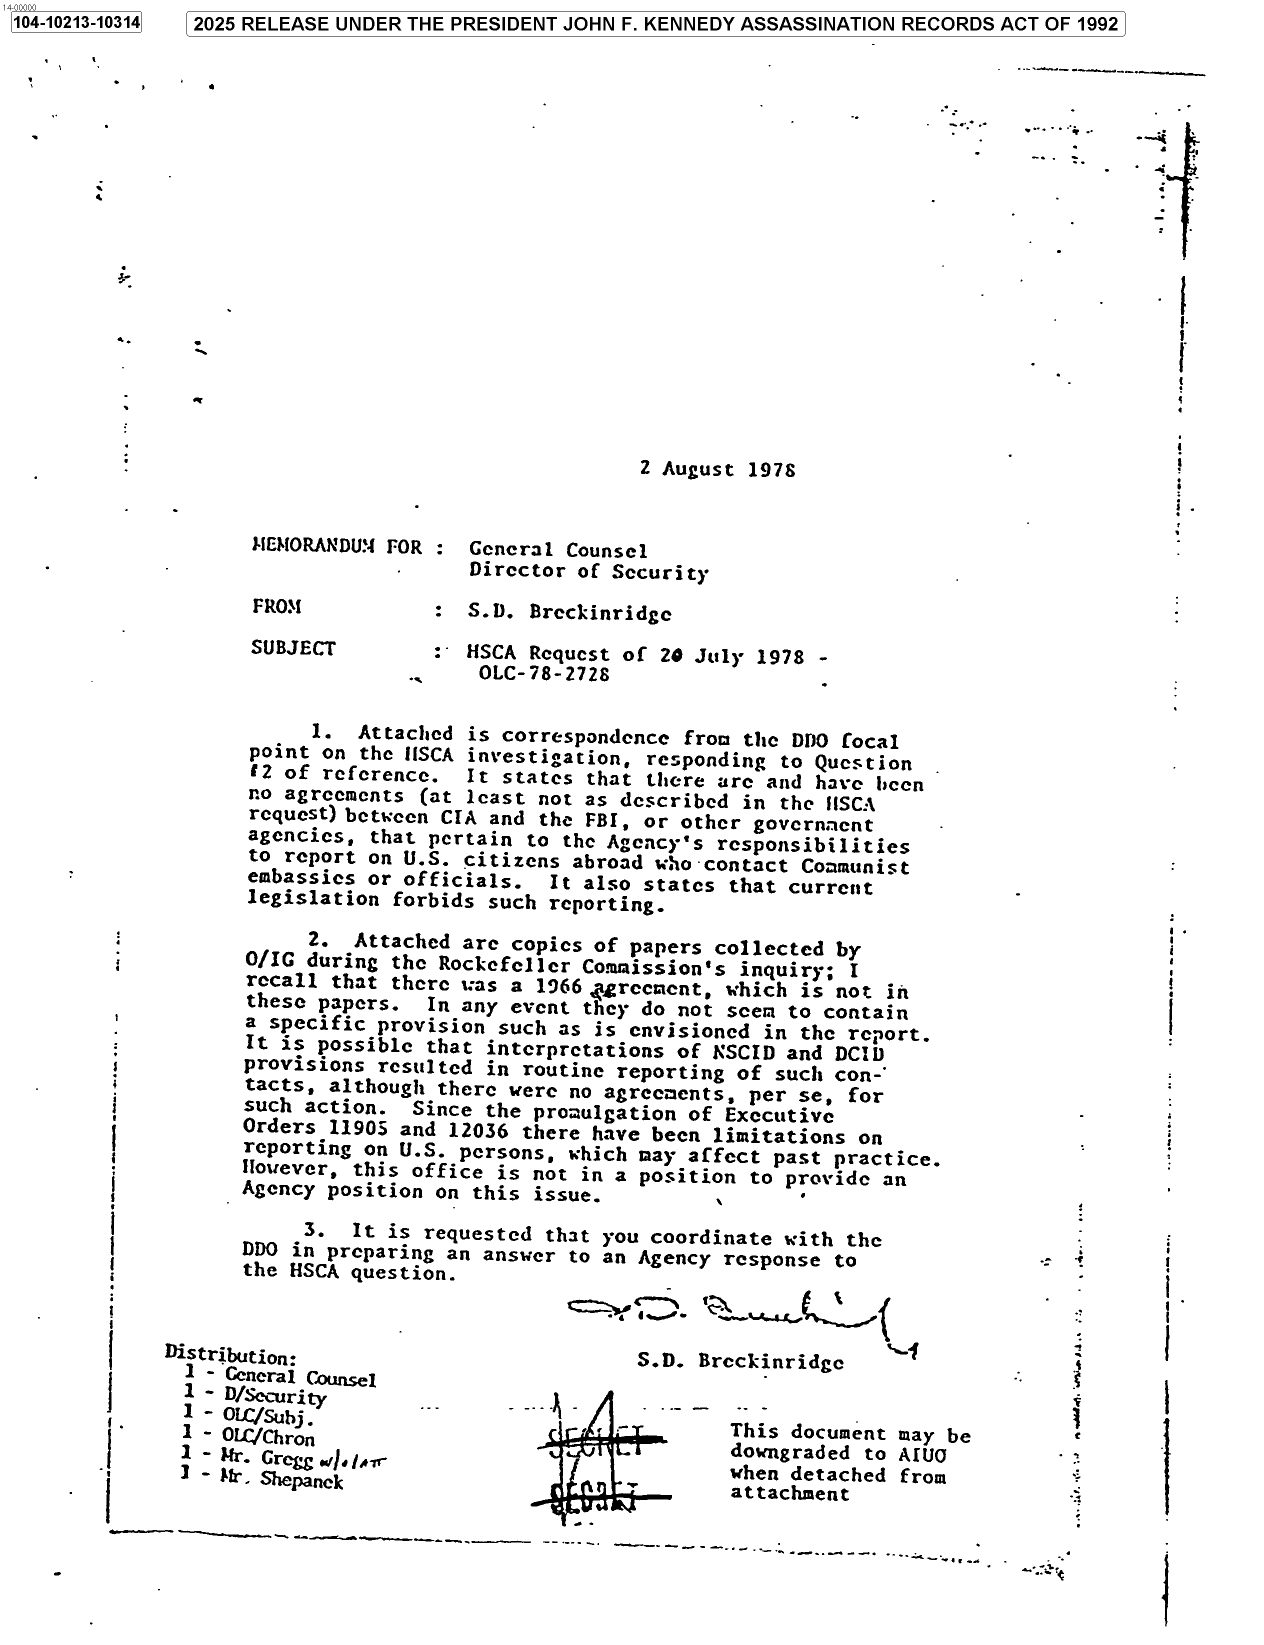 14-00000
104-10213-10314
2025 RELEASE UNDER THE PRESIDENT JOHN F. KENNEDY ASSASSINATION RECORDS ACT OF 1992
2 August 1978
MEMORANDUM FOR : General Counsel
Director of Security
FROM : S.D. Breckinridge
SUBJECT : HSCA Request of 20 July 1978 -
OLC-78-2728
1. Attached is correspondence from the DDO focal
point on the HSCA investigation, responding to Question
#2 of reference. It states that there are and have been
no agreements (at least not as described in the HSCA
request) between CIA and the FBI, or other government
agencies, that pertain to the Agency's responsibilities
to report on U.S. citizens abroad who contact Communist
embassies or officials. It also states that current
legislation forbids such reporting.
2. Attached are copies of papers collected by
O/IG during the Rockefeller Commission's inquiry; I
recall that there was a 1966 agreement, which is not in
these papers. In any event they do not seem to contain
a specific provision such as is envisioned in the report.
It is possible that interpretations of NSCID and DCID
provisions resulted in routine reporting of such con-
tacts, although there were no agreements, per se, for
such action. Since the promulgation of Executive
Orders 11905 and 12036 there have been limitations on
reporting on U.S. persons, which may affect past practice.
However, this office is not in a position to provide an
Agency position on this issue.
3. It is requested that you coordinate with the
DDO in preparing an answer to an Agency response to
the HSCA question.
S.D. Breckinridge
Distribution:
1 - General Counsel
1 - D/Security
1 - OLC/Subj.
1 - OLC/Chron
1 - Mr. Gregg
1 - Mr. Shepanek
SECRET
SECRET
This document may be
downgraded to AIUO
when detached from
attachment